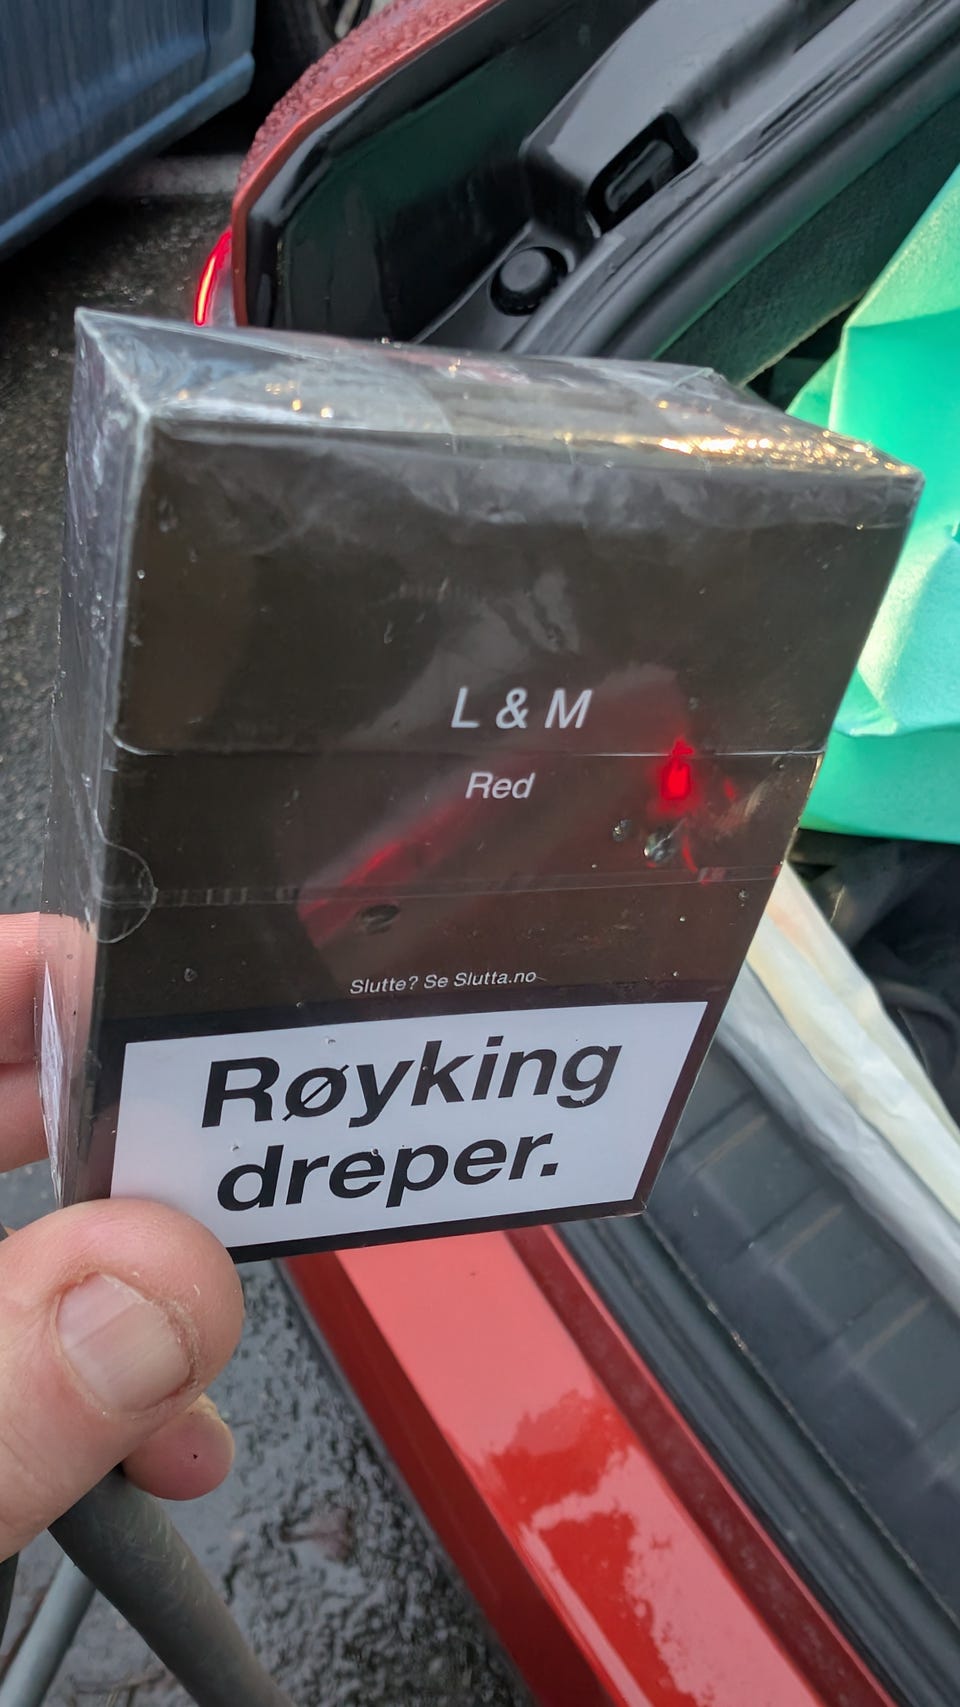 L & M
Red
Slutte? Se Slutta.no
Røyking
dreper.